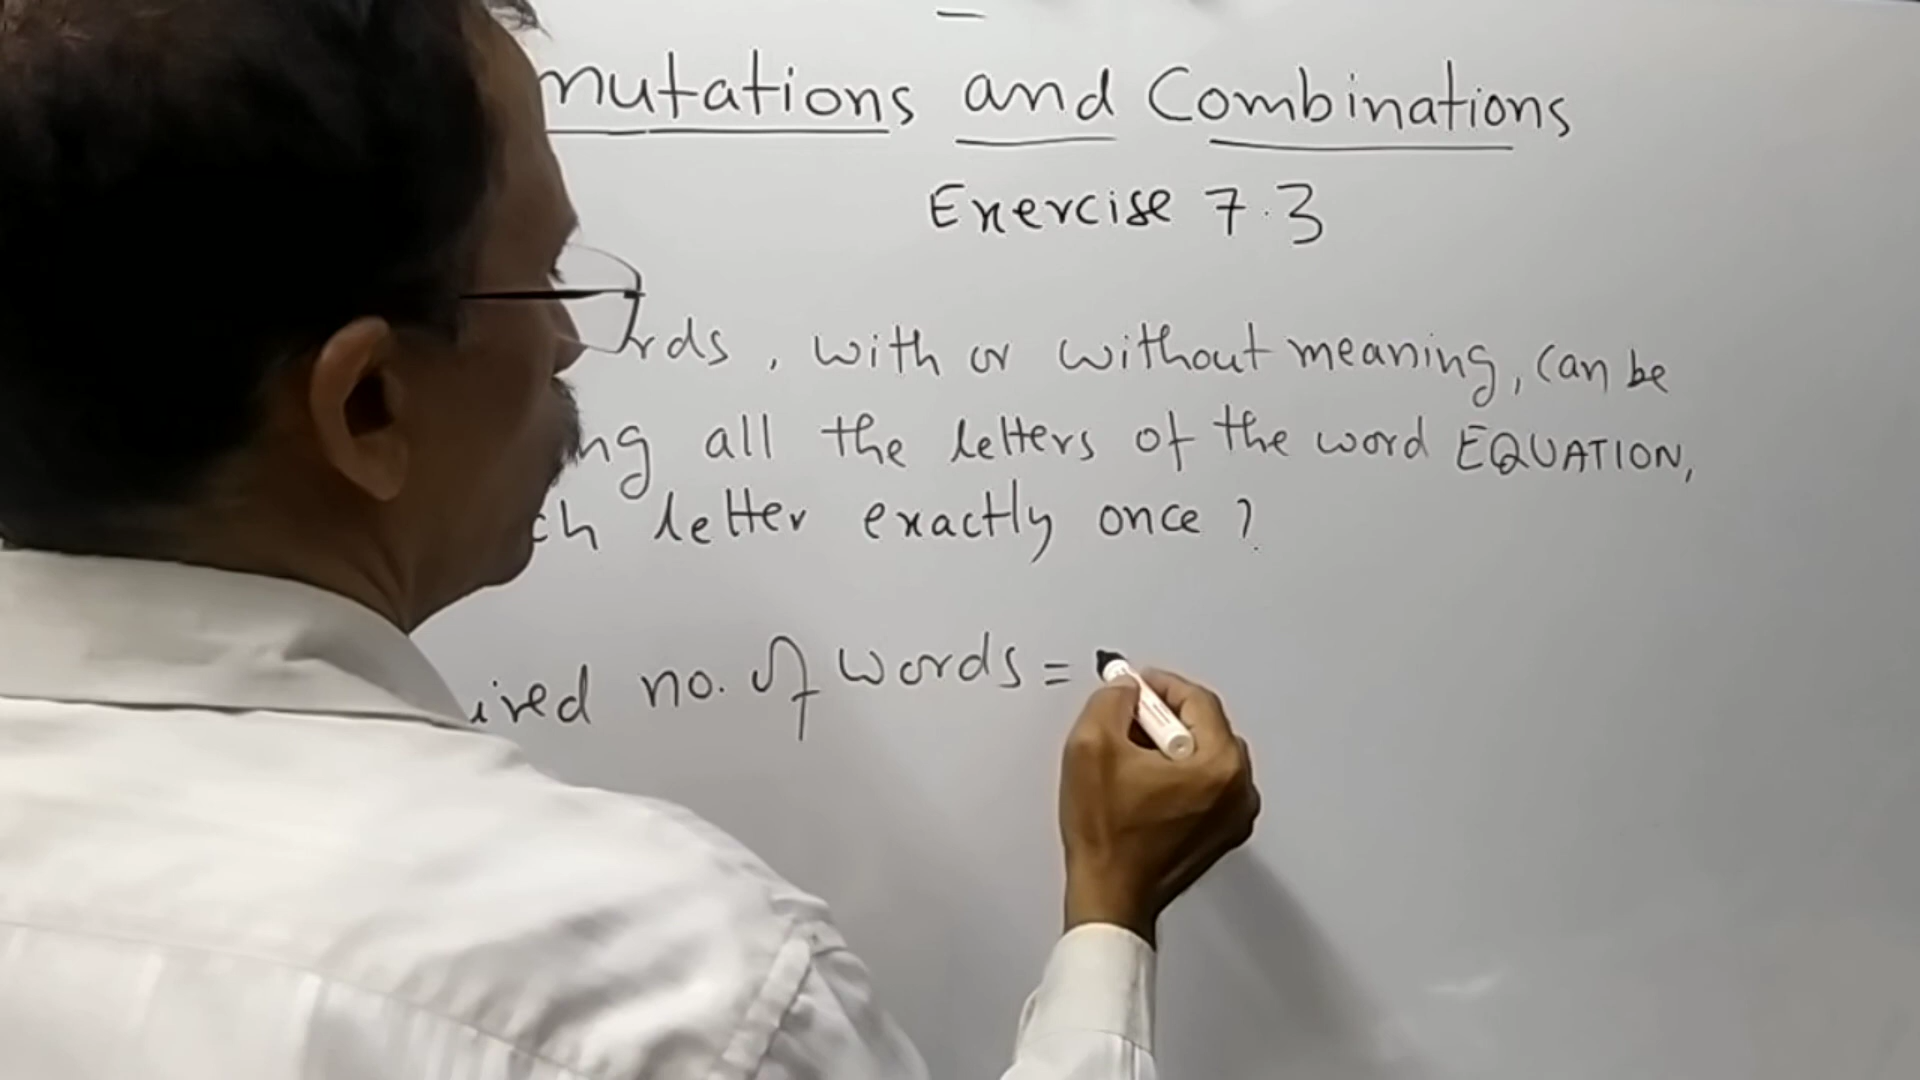 mutations and Combinations
Exercise 7.3
rds, with or without meaning, can be
ng all the letters of the word EQUATION,
ch letter exactly once?
ired no. of words =